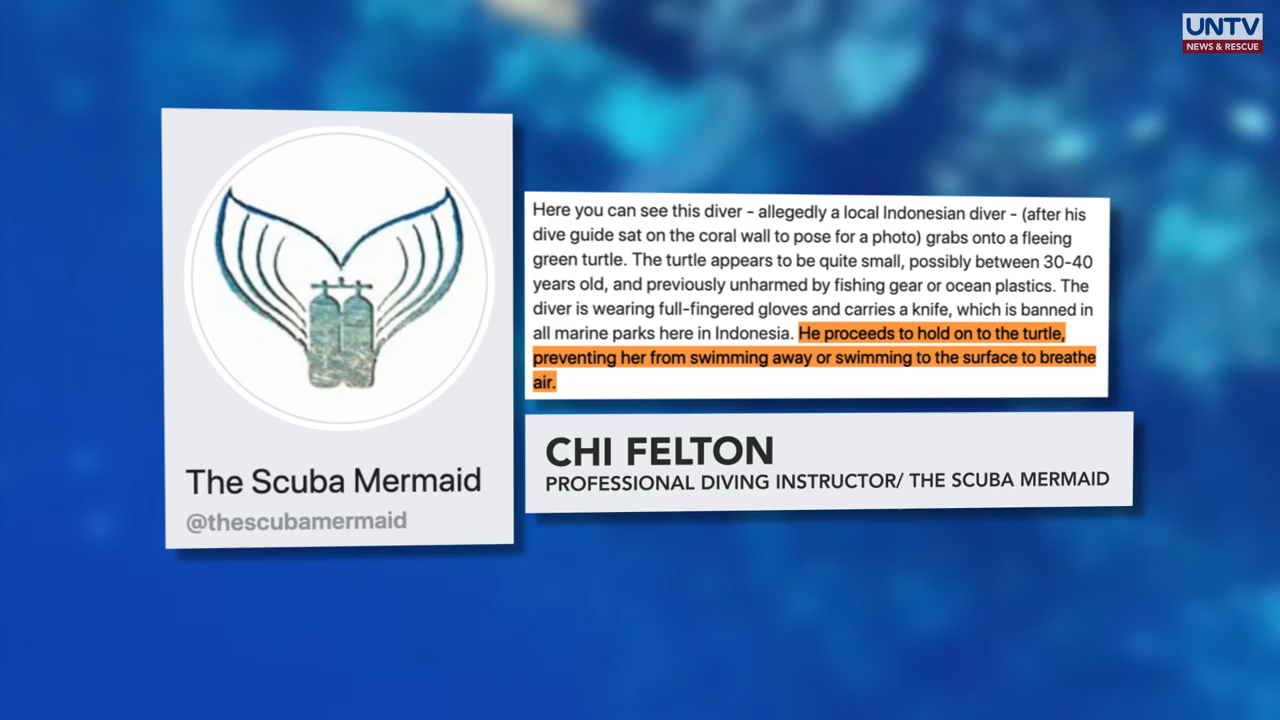 UNTV
NEWS & RESCUE
Here you can see this diver - allegedly a local Indonesian diver - (after his
dive guide sat on the coral wall to pose for a photo) grabs onto a fleeing
green turtle. The turtle appears to be quite small, possibly between 30-40
years old, and previously unharmed by fishing gear or ocean plastics. The
diver is wearing full-fingered gloves and carries a knife, which is banned in
all marine parks here in Indonesia. He proceeds to hold on to the turtle,
preventing her from swimming away or swimming to the surface to breathe
air.
The Scuba Mermaid
@thescubamermaid
CHI FELTON
PROFESSIONAL DIVING INSTRUCTOR/ THE SCUBA MERMAID